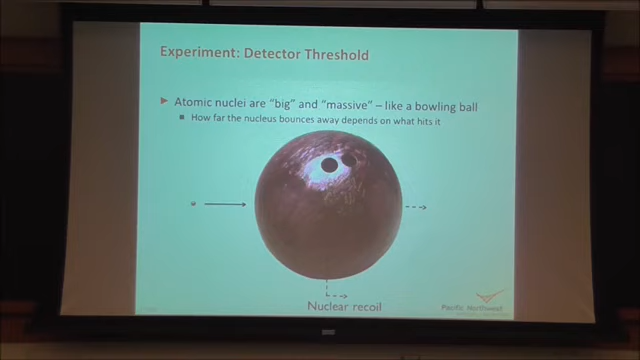 Experiment: Detector Threshold
Atomic nuclei are "big" and "massive" – like a bowling ball
How far the nucleus bounces away depends on what hits it
Nuclear recoil
Pacific Northwest